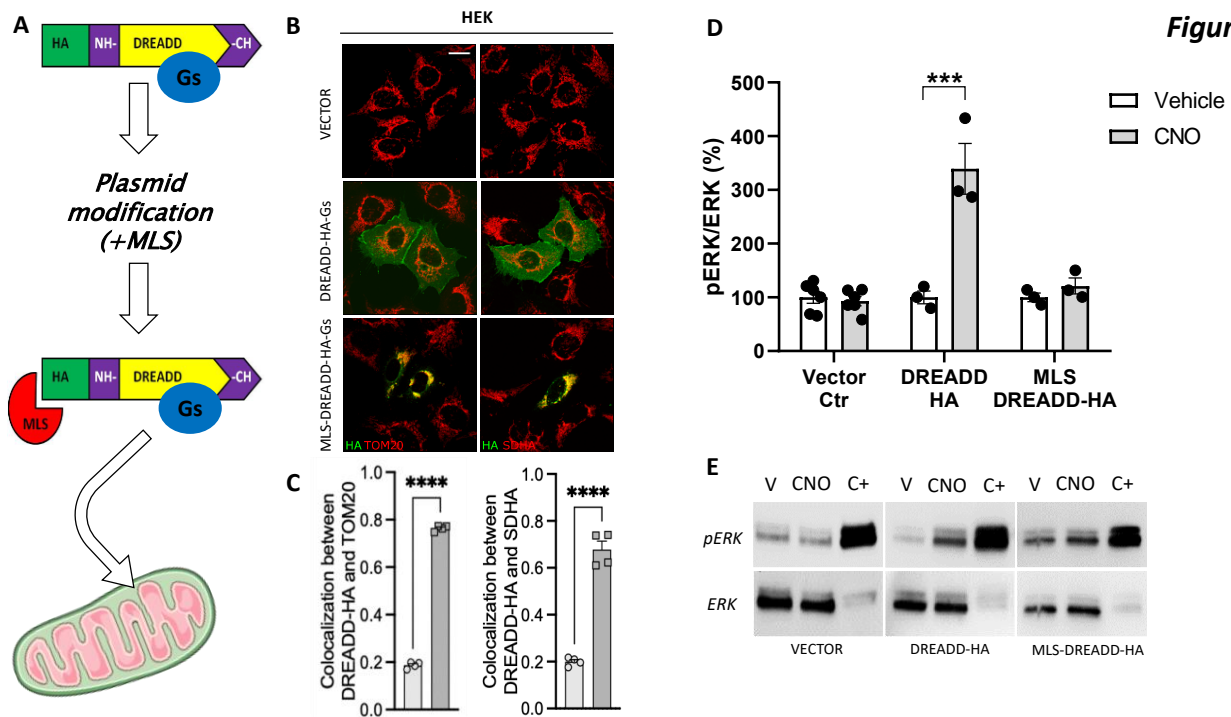 Figur
A
HA
NH-
DREADD
-CH
Gs
Plasmid
modification
(+MLS)
HA
NH-
DREADD
-CH
Gs
MLS
B
HEK
VECTOR
DREADD-HA-Gs
MLS-DREADD-HA-Gs
HA TOM20
HA SDHA
C
Colocalization between
DREADD-HA and TOM20
1.0
0.8
0.6
0.4
0.2
0.0
****
Colocalization between
DREADD-HA and SDHA
1.0
0.8
0.6
0.4
0.2
0.0
****
D
pERK/ERK (%)
500
400
300
200
100
0
***
Vehicle
CNO
Vector
Ctr
DREADD
HA
MLS
DREADD-HA
E
V CNO C+ V CNO C+ V CNO C+
pERK
ERK
VECTOR DREADD-HA MLS-DREADD-HA